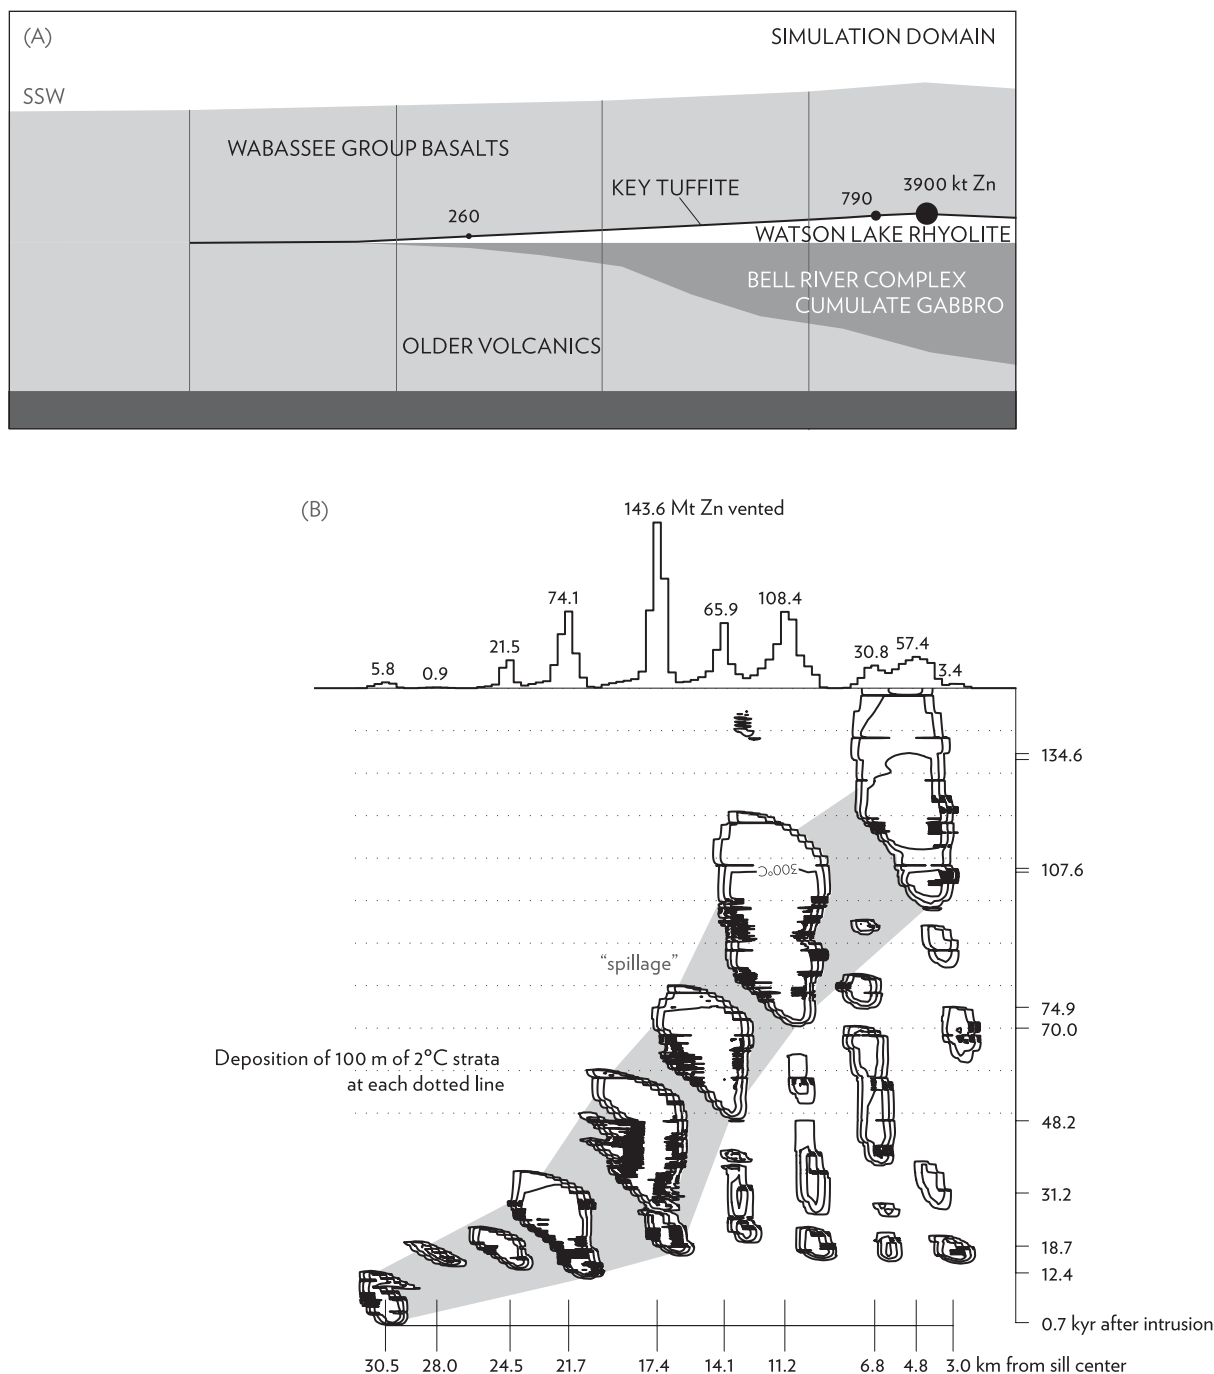 (A)
SIMULATION DOMAIN
SSW
WABASSEE GROUP BASALTS
KEY TUFFITE
3900 kt Zn
790
260
WATSON LAKE RHYOLITE
BELL RIVER COMPLEX
CUMULATE GABBRO
OLDER VOLCANICS
(B)
143.6 Mt Zn vented
74.1
108.4
65.9
21.5
57.4
30.8
5.8
0.9
3.4
134.6
300°C
107.6
"spillage"
74.9
70.0
Deposition of 100 m of 2°C strata
at each dotted line
48.2
31.2
18.7
12.4
0.7 kyr after intrusion
30.5 28.0 24.5 21.7 17.4 14.1 11.2 6.8 4.8 3.0 km from sill center